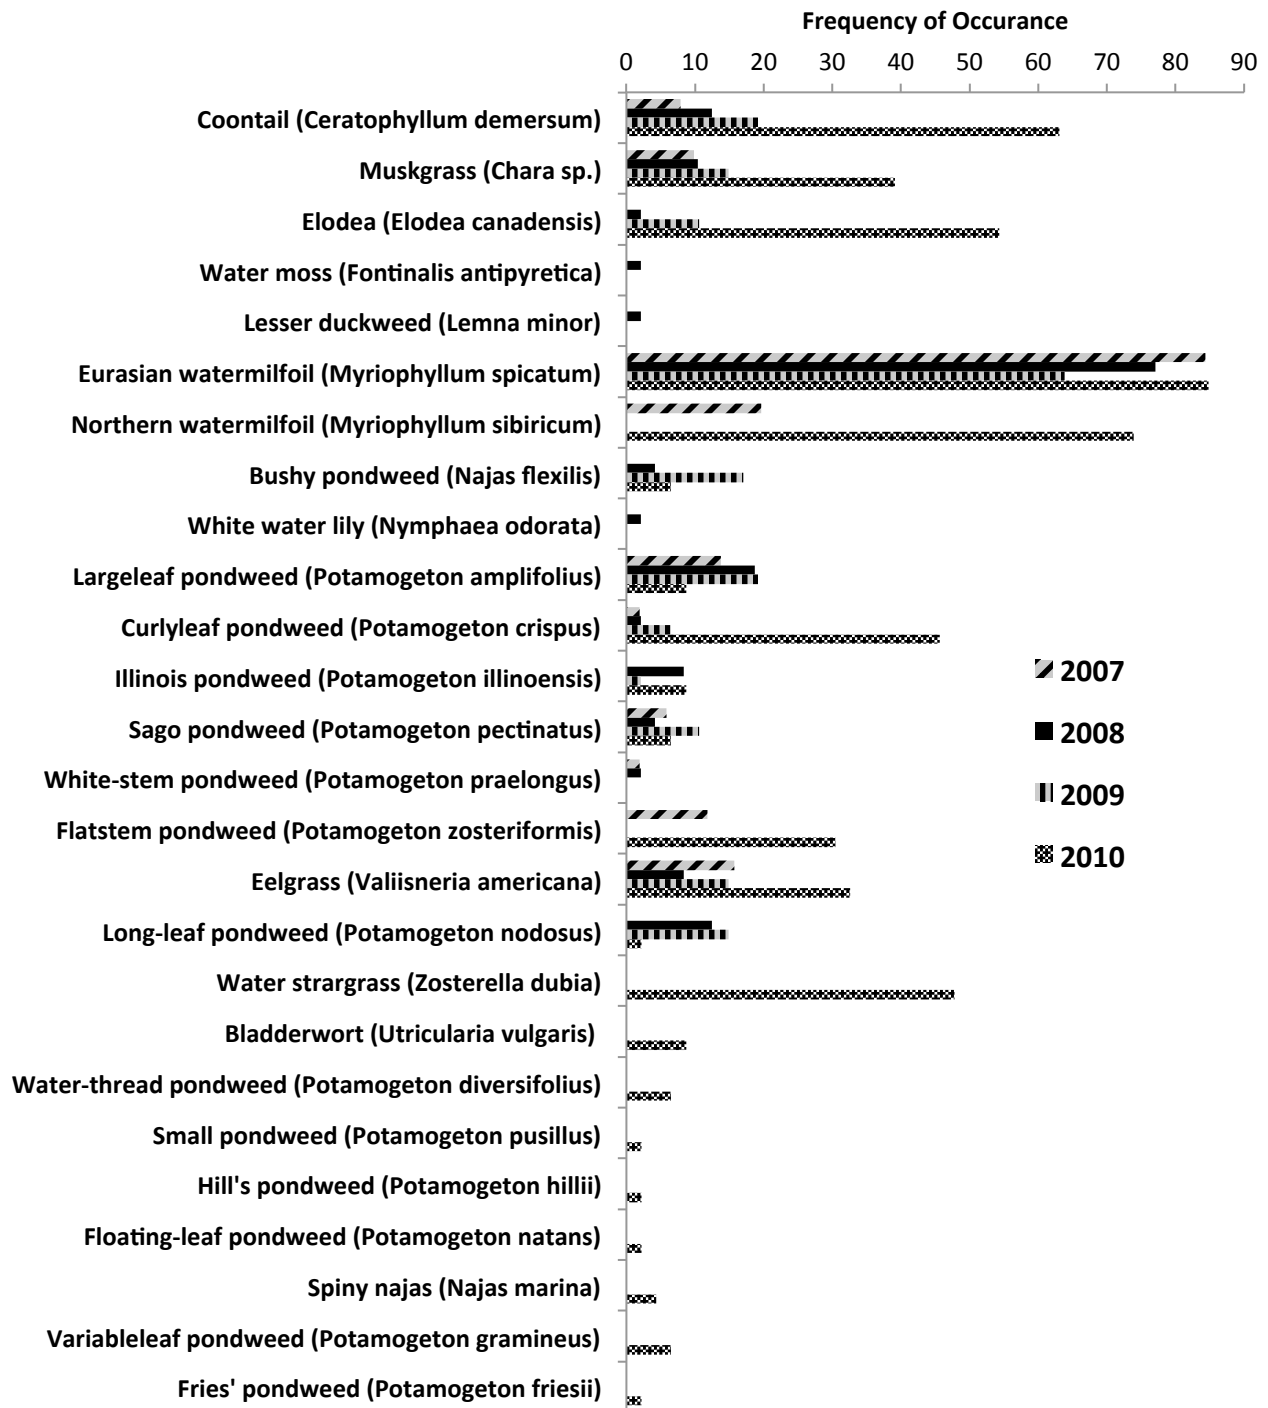 Frequency of Occurance
0 10 20 30 40 50 60 70 80 90
Coontail (Ceratophyllum demersum)
Muskgrass (Chara sp.)
Elodea (Elodea canadensis)
Water moss (Fontinalis antipyretica)
Lesser duckweed (Lemna minor)
Eurasian watermilfoil (Myriophyllum spicatum)
Northern watermilfoil (Myriophyllum sibiricum)
Bushy pondweed (Najas flexilis)
White water lily (Nymphaea odorata)
Largeleaf pondweed (Potamogeton amplifolius)
Curlyleaf pondweed (Potamogeton crispus)
Illinois pondweed (Potamogeton illinoensis)
Sago pondweed (Potamogeton pectinatus)
White-stem pondweed (Potamogeton praelongus)
Flatstem pondweed (Potamogeton zosteriformis)
Eelgrass (Valiisneria americana)
Long-leaf pondweed (Potamogeton nodosus)
Water strargrass (Zosterella dubia)
Bladderwort (Utricularia vulgaris)
Water-thread pondweed (Potamogeton diversifolius)
Small pondweed (Potamogeton pusillus)
Hill's pondweed (Potamogeton hillii)
Floating-leaf pondweed (Potamogeton natans)
Spiny najas (Najas marina)
Variableleaf pondweed (Potamogeton gramineus)
Fries' pondweed (Potamogeton friesii)
2007
2008
2009
2010